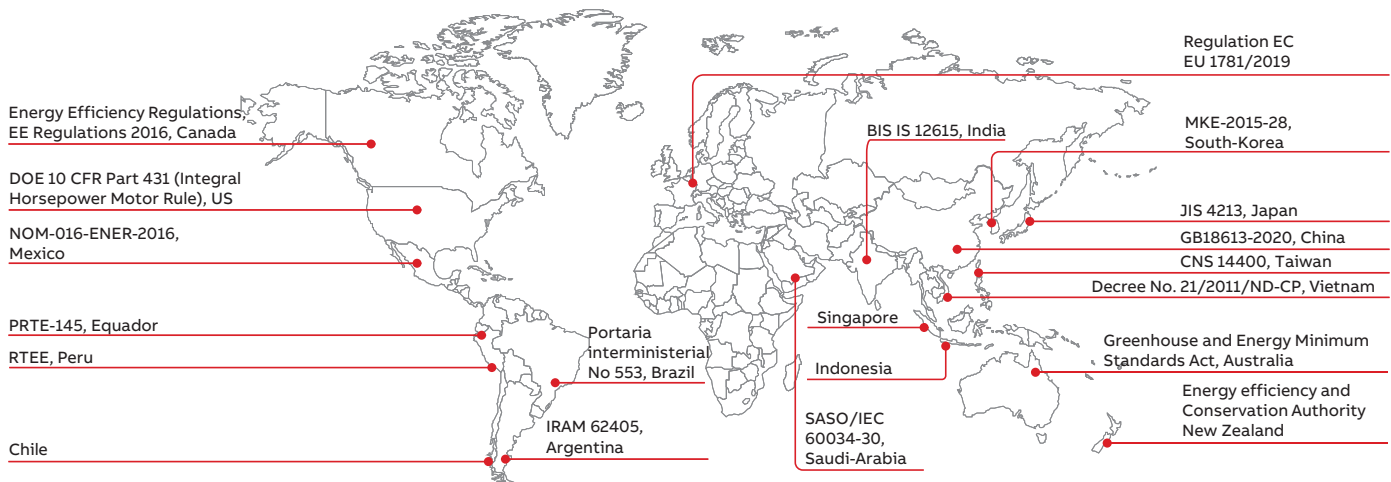 Regulation EC
EU 1781/2019
Energy Efficiency Regulations,
EE Regulations 2016, Canada
BIS IS 12615, India
MKE-2015-28,
South-Korea
DOE 10 CFR Part 431 (Integral
Horsepower Motor Rule), US
JIS 4213, Japan
NOM-016-ENER-2016,
Mexico
GB18613-2020, China
CNS 14400, Taiwan
Decree No. 21/2011/ND-CP, Vietnam
PRTE-145, Equador
Singapore
Portaria
interministerial
No 553, Brazil
RTEE, Peru
Indonesia
Greenhouse and Energy Minimum
Standards Act, Australia
Energy efficiency and
Conservation Authority
New Zealand
SASO/IEC
60034-30,
Saudi-Arabia
IRAM 62405,
Argentina
Chile